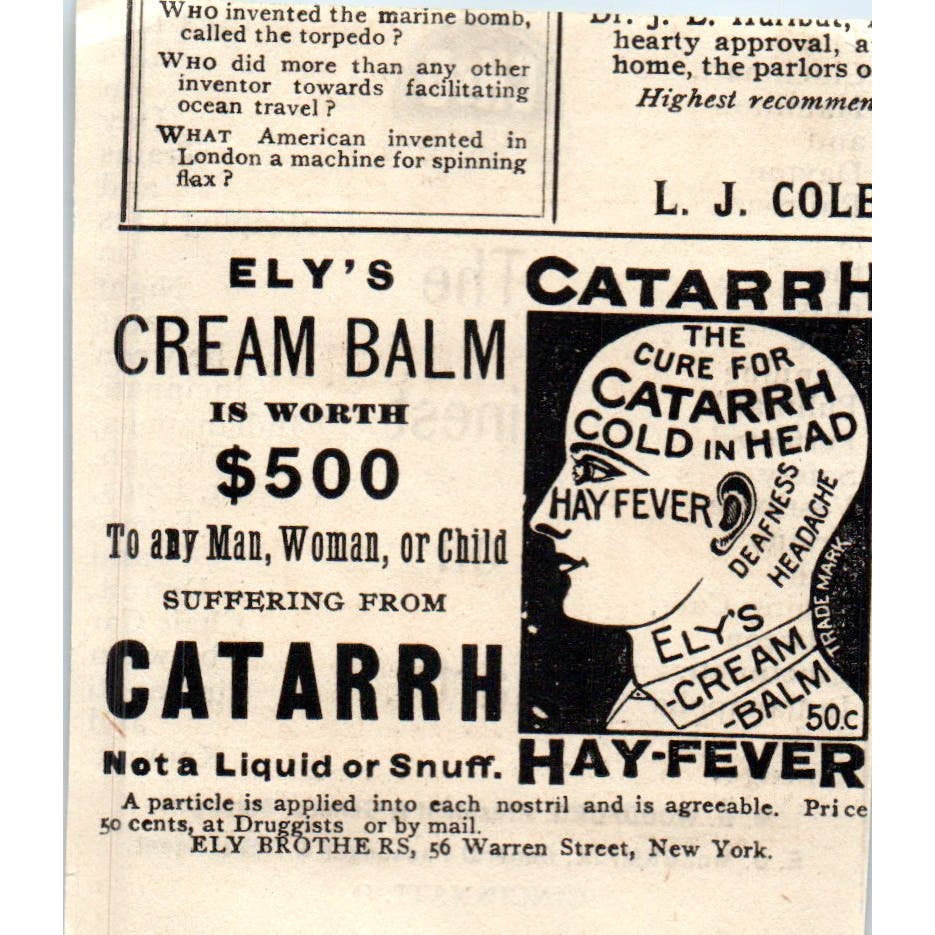 WHO invented the marine bomb,
called the torpedo ?
WHO did more than any other
inventor towards facilitating
ocean travel ?
WHAT American invented in
London a machine for spinning
flax ?
hearty approval, a
home, the parlors o
Highest recommen
L. J. COLE
ELY'S
CREAM BALM
IS WORTH
$500
To any Man, Woman, or Child
SUFFERING FROM
CATARRH
Not a Liquid or Snuff.
CATARRH
THE
CURE FOR
CATARRH
COLD IN HEAD
HAY FEVER
DEAFNESS
HEADACHE
TRADE MARK
ELY'S
-CREAM
-BALM
50.c
HAY-FEVER
A particle is applied into each nostril and is agreeable. Price
50 cents, at Druggists or by mail.
ELY BROTHERS, 56 Warren Street, New York.